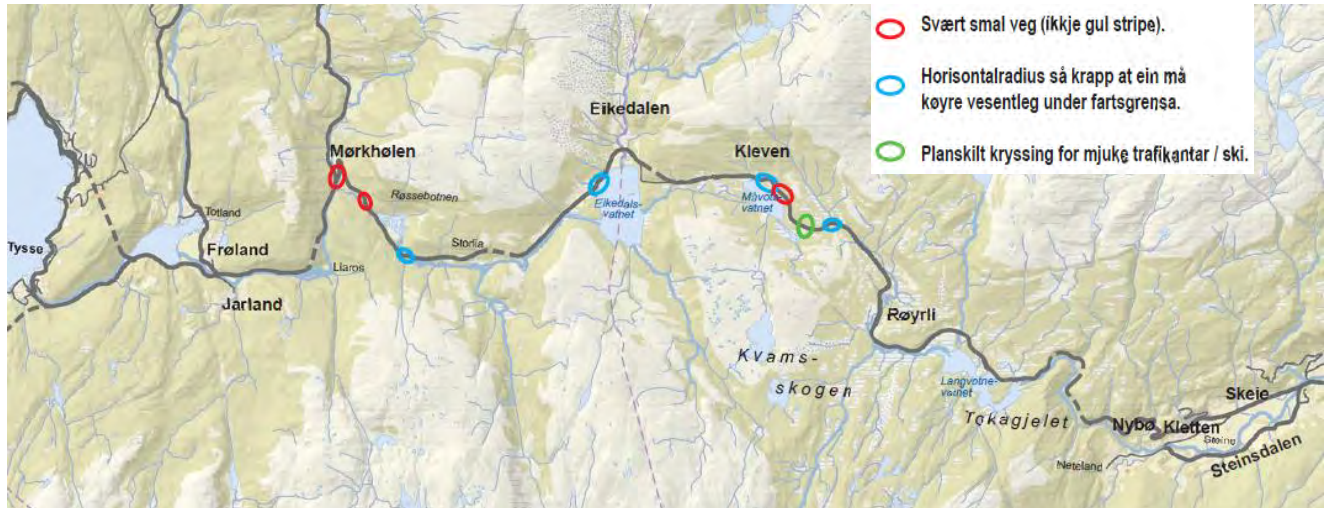 Svært smal veg (ikkje gul stripe).
Horisontalradius så krapp at ein må
køyre vesentleg under fartsgrensa.
Planskilt kryssing for mjuke trafikantar / ski.
Eikedalen
Mørkhølen
Kleven
Røssebotnen
Måvotne-
vatnet
Eikedals-
vatnet
Totland
Tysse
Frøland
Storlia
Liaros
Jarland
Røyrli
Kvams-
skogen
Langvotne-
vatnet
Tokagjelet
Skeie
Nybø
Kletten
Steine
Steinsdalen
Neteland